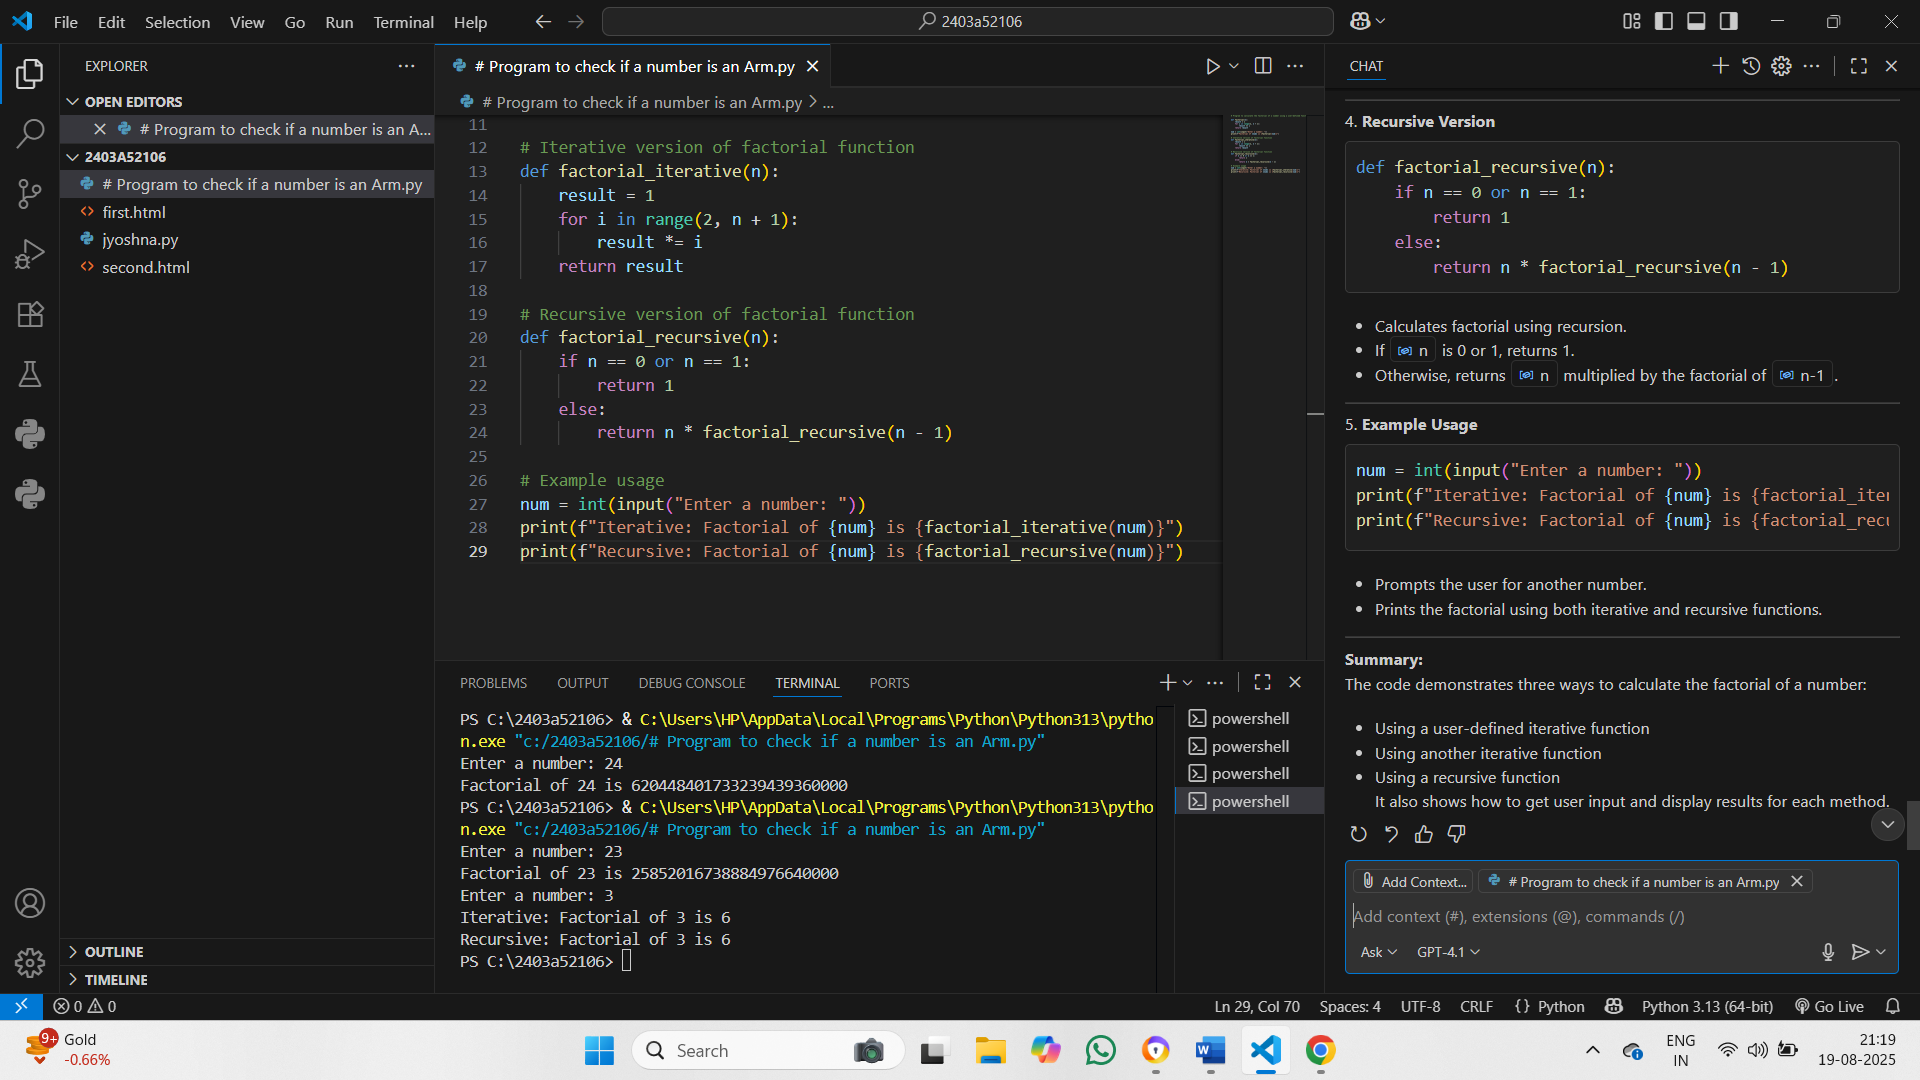 File Edit Selection View Go Run Terminal Help
2403a52106
EXPLORER
OPEN EDITORS
# Program to check if a number is an A...
2403A52106
# Program to check if a number is an Arm.py
first.html
jyoshna.py
second.html
OUTLINE
TIMELINE
# Program to check if a number is an Arm.py
# Program to check if a number is an Arm.py > ...
11
12 # Iterative version of factorial function
13 def factorial_iterative(n):
14 result = 1
15 for i in range(2, n + 1):
16 result *= i
17 return result
18
19 # Recursive version of factorial function
20 def factorial_recursive(n):
21 if n == 0 or n == 1:
22 return 1
23 else:
24 return n * factorial_recursive(n - 1)
25
26 # Example usage
27 num = int(input("Enter a number: "))
28 print(f"Iterative: Factorial of {num} is {factorial_iterative(num)}")
29 print(f"Recursive: Factorial of {num} is {factorial_recursive(num)}")
PROBLEMS OUTPUT DEBUG CONSOLE TERMINAL PORTS
PS C:\2403a52106> & C:\Users\HP\AppData\Local\Programs\Python\Python313\pytho
n.exe "c:/2403a52106/# Program to check if a number is an Arm.py"
Enter a number: 24
Factorial of 24 is 620448401733239439360000
PS C:\2403a52106> & C:\Users\HP\AppData\Local\Programs\Python\Python313\pytho
n.exe "c:/2403a52106/# Program to check if a number is an Arm.py"
Enter a number: 23
Factorial of 23 is 25852016738884976640000
Enter a number: 3
Iterative: Factorial of 3 is 6
Recursive: Factorial of 3 is 6
PS C:\2403a52106>
powershell
powershell
powershell
powershell
CHAT
4. Recursive Version
def factorial_recursive(n):
if n == 0 or n == 1:
return 1
else:
return n * factorial_recursive(n - 1)
• Calculates factorial using recursion.
• If n is 0 or 1, returns 1.
• Otherwise, returns n multiplied by the factorial of n-1 .
5. Example Usage
num = int(input("Enter a number: "))
print(f"Iterative: Factorial of {num} is {factorial_iter
print(f"Recursive: Factorial of {num} is {factorial_recu
• Prompts the user for another number.
• Prints the factorial using both iterative and recursive functions.
Summary:
The code demonstrates three ways to calculate the factorial of a number:
• Using a user-defined iterative function
• Using another iterative function
• Using a recursive function
It also shows how to get user input and display results for each method.
Add Context... # Program to check if a number is an Arm.py
Add context (#), extensions (@), commands (/)
Ask GPT-4.1
0 0
Ln 29, Col 70 Spaces: 4 UTF-8 CRLF {} Python Python 3.13 (64-bit) Go Live
9+ Gold
-0.66%
Search
ENG
IN
21:19
19-08-2025